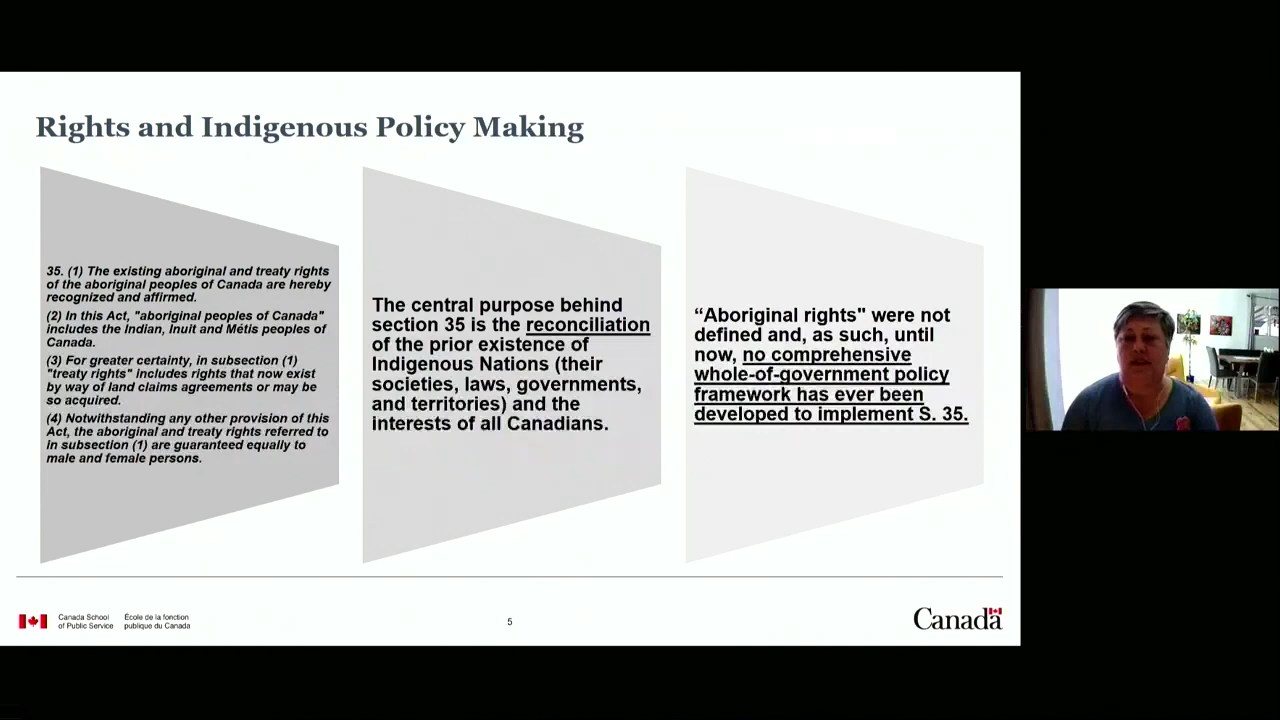 Rights and Indigenous Policy Making
35. (1) The existing aboriginal and treaty rights
of the aboriginal peoples of Canada are hereby
recognized and affirmed.
(2) In this Act, "aboriginal peoples of Canada"
includes the Indian, Inuit and Métis peoples of
Canada.
(3) For greater certainty, in subsection (1)
"treaty rights" includes rights that now exist
by way of land claims agreements or may be
so acquired.
(4) Notwithstanding any other provision of this
Act, the aboriginal and treaty rights referred to
in subsection (1) are guaranteed equally to
male and female persons.
The central purpose behind
section 35 is the reconciliation
of the prior existence of
Indigenous Nations (their
societies, laws, governments,
and territories) and the
interests of all Canadians.
“Aboriginal rights" were not
defined and, as such, until
now, no comprehensive
whole-of-government policy
framework has ever been
developed to implement S. 35.
Canada School
of Public Service
École de la fonction
publique du Canada
5
Canada